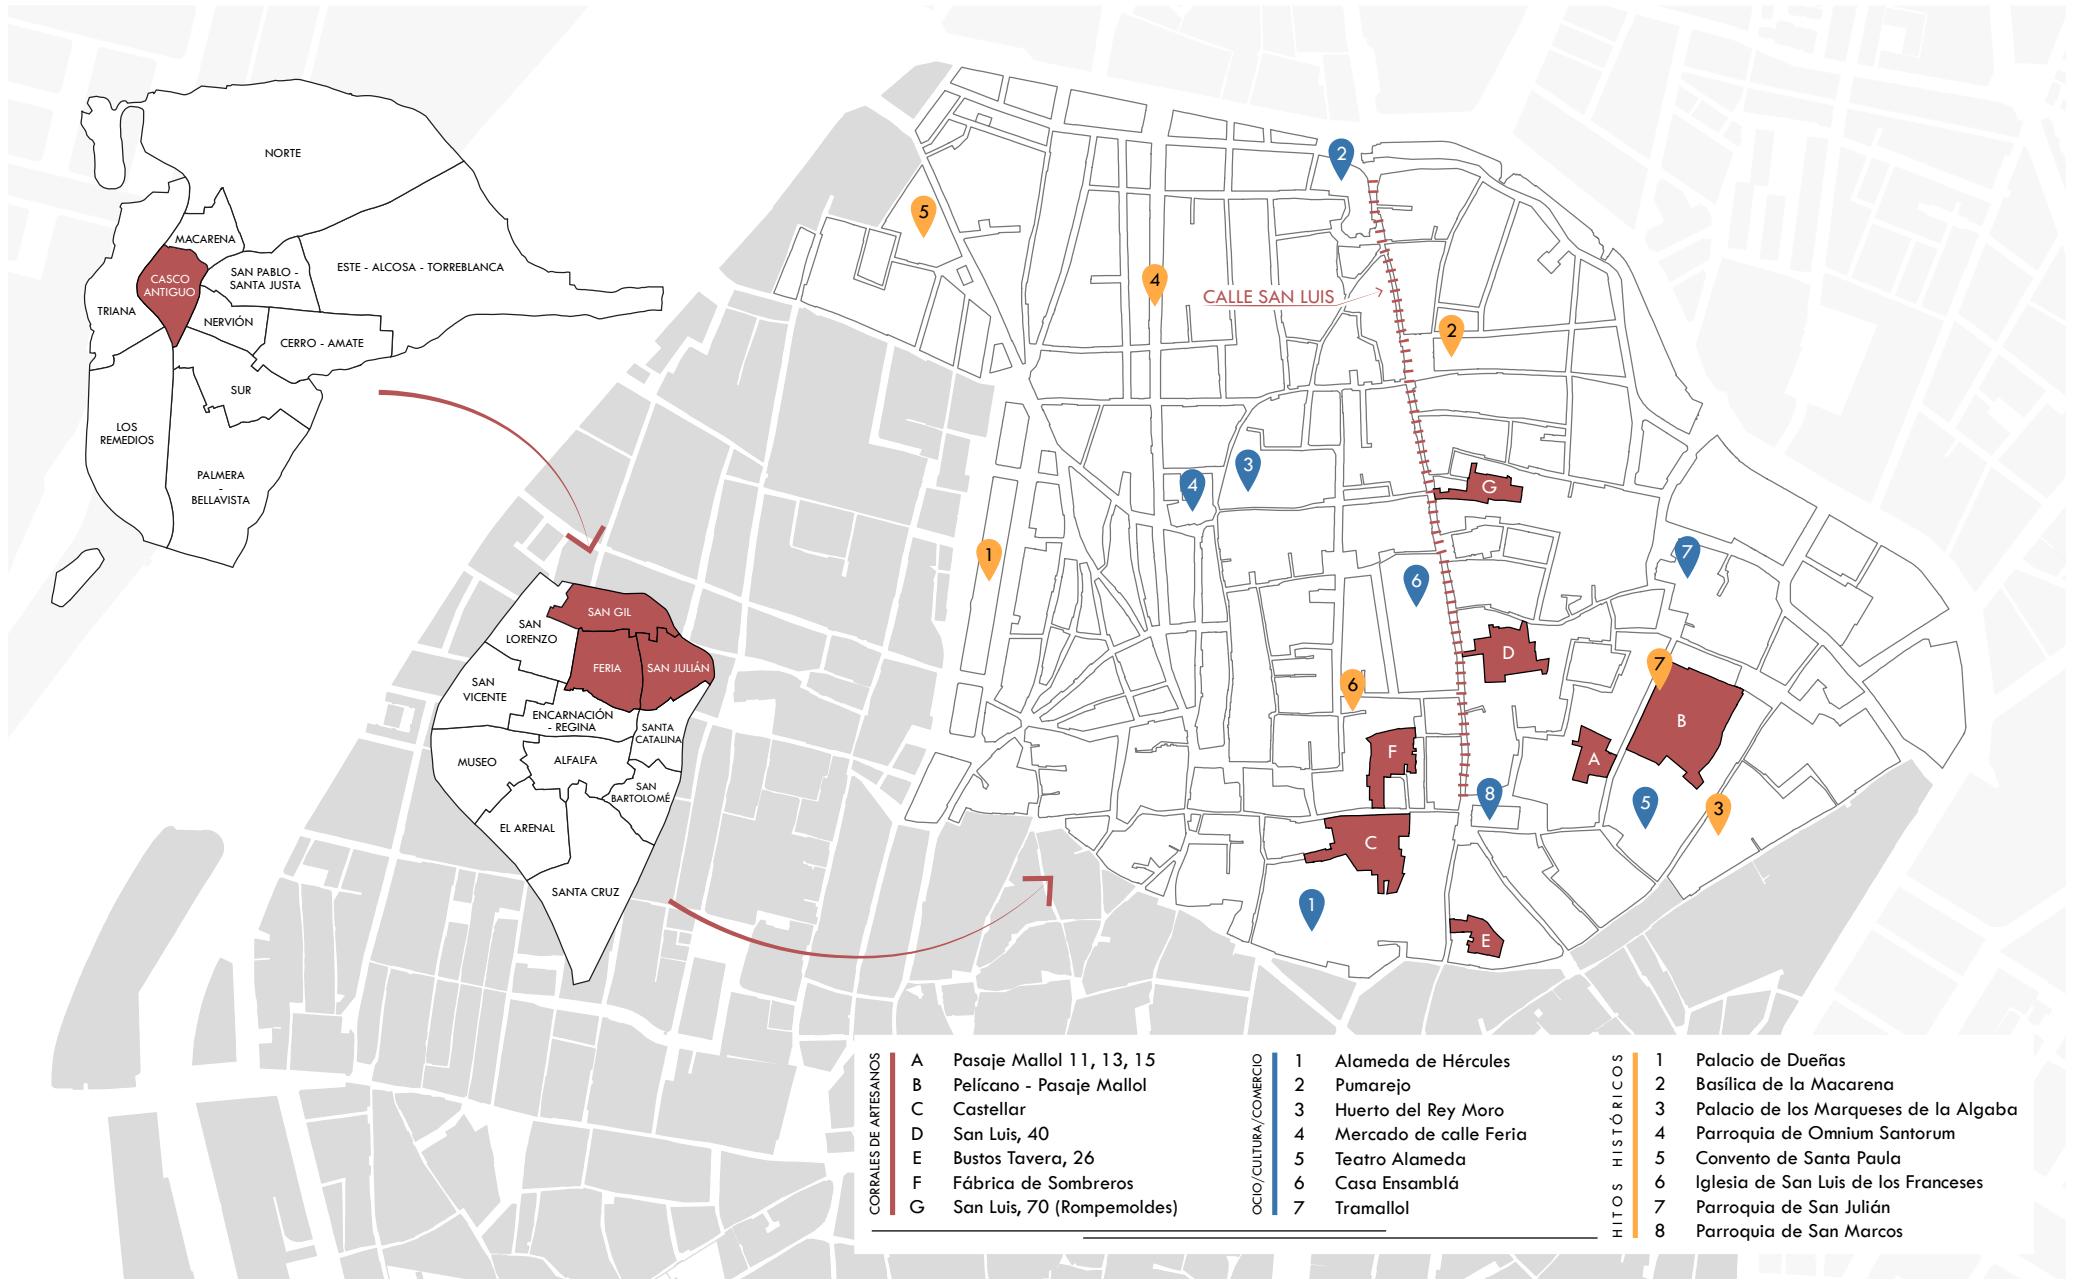 NORTE
MACARENA
CASCO
ANTIGUO
SAN PABLO -
SANTA JUSTA
ESTE - ALCOSA - TORREBLANCA
TRIANA
NERVIÓN
CERRO - AMATE
SUR
LOS
REMEDIOS
PALMERA
-
BELLAVISTA
SAN GIL
SAN
LORENZO
FERIA
SAN JULIÁN
SAN
VICENTE
ENCARNACIÓN
- REGINA
SANTA
CATALINA
MUSEO
ALFALFA
SAN
BARTOLOMÉ
EL ARENAL
SANTA CRUZ
2
5
4
CALLE SAN LUIS
2
3
4
G
1
7
6
D
7
6
B
F
A
8
5
3
C
1
E
CORRALES DE ARTESANOS
A Pasaje Mallol 11, 13, 15
B Pelícano - Pasaje Mallol
C Castellar
D San Luis, 40
E Bustos Tavera, 26
F Fábrica de Sombreros
G San Luis, 70 (Rompemoldes)
OCIO/CULTURA/COMERCIO
1 Alameda de Hércules
2 Pumarejo
3 Huerto del Rey Moro
4 Mercado de calle Feria
5 Teatro Alameda
6 Casa Ensamblá
7 Tramallol
HITOS HISTÓRICOS
1 Palacio de Dueñas
2 Basílica de la Macarena
3 Palacio de los Marqueses de la Algaba
4 Parroquia de Omnium Santorum
5 Convento de Santa Paula
6 Iglesia de San Luis de los Franceses
7 Parroquia de San Julián
8 Parroquia de San Marcos